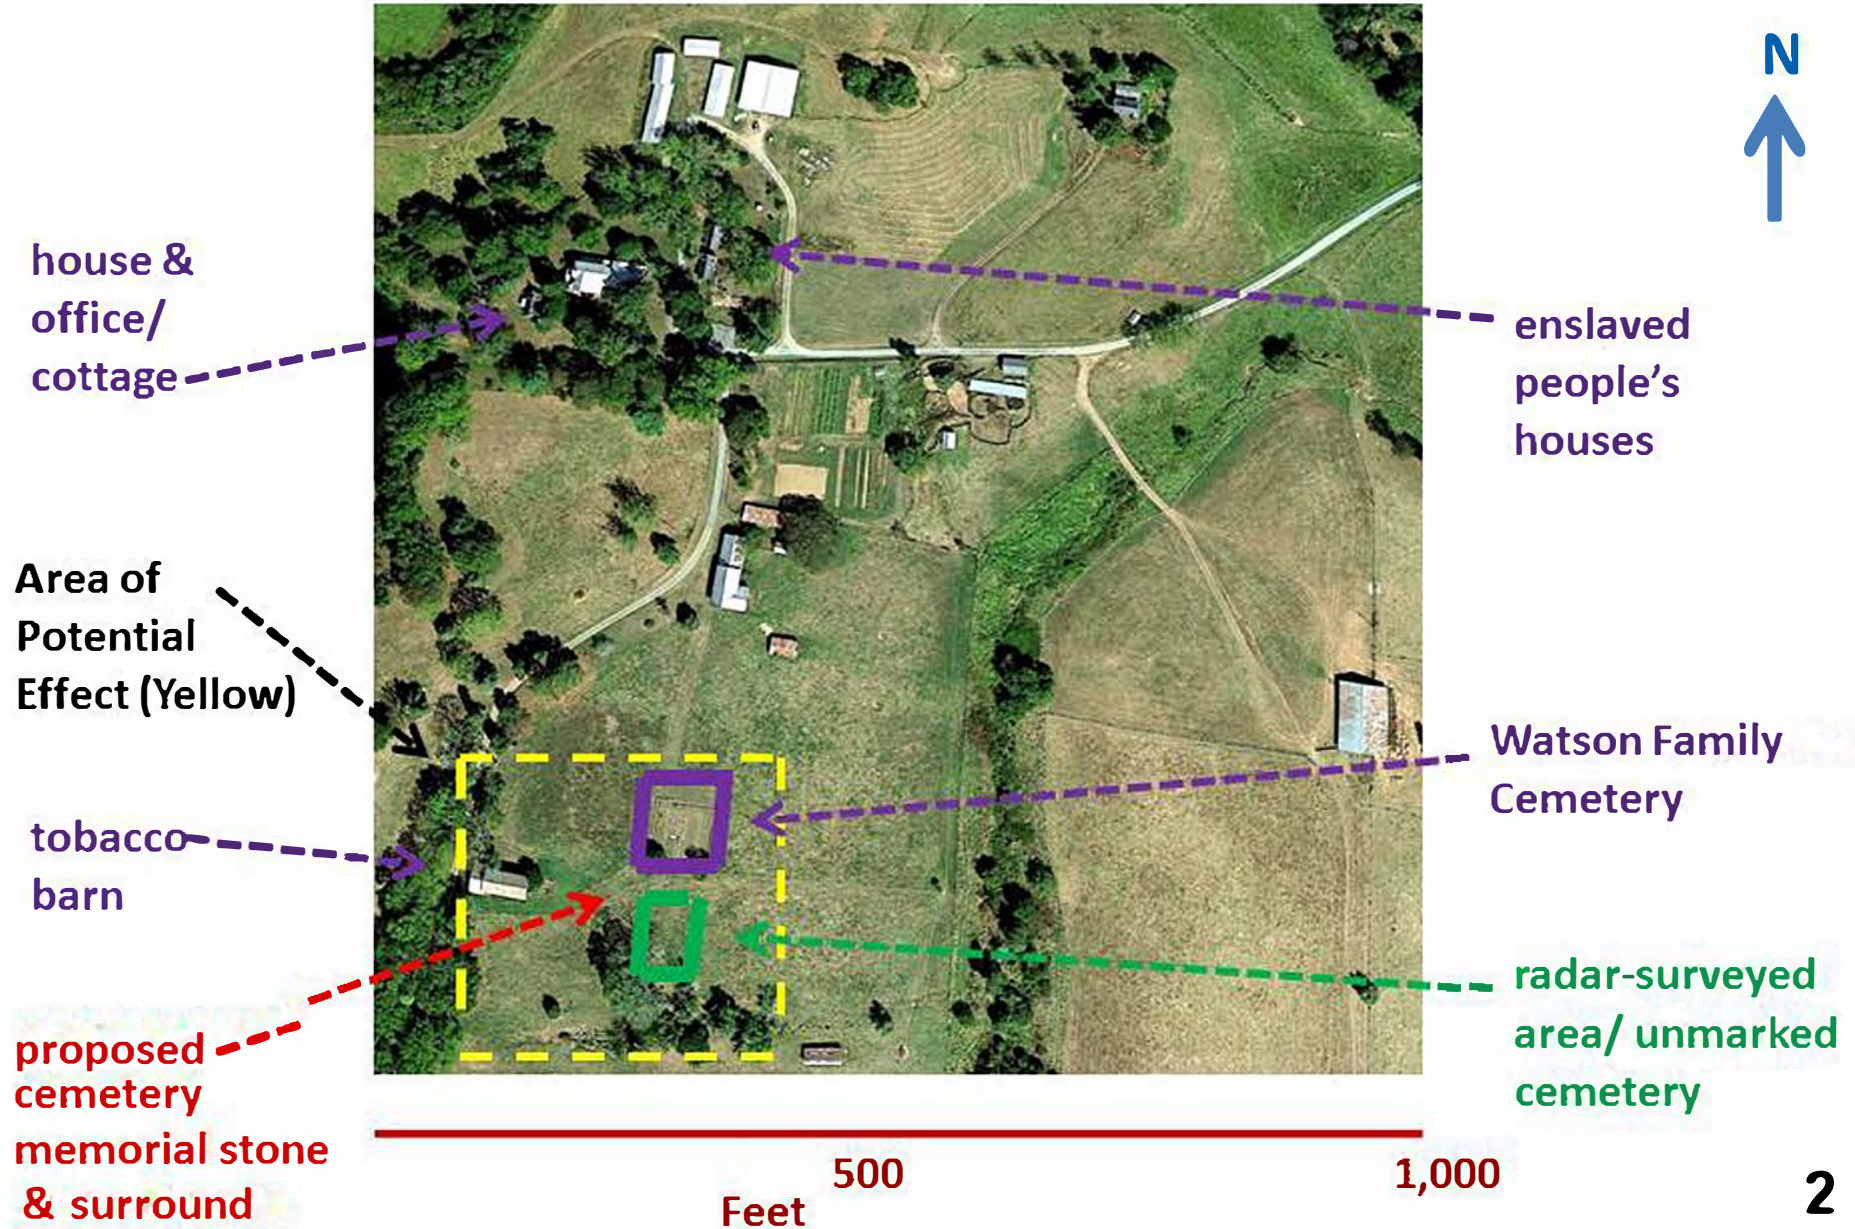 N
house &
office/
cottage
enslaved
people’s
houses
Area of
Potential
Effect (Yellow)
Watson Family
Cemetery
tobacco
barn
radar-surveyed
area/ unmarked
cemetery
proposed
cemetery
memorial stone
& surround
500
1,000
Feet
2